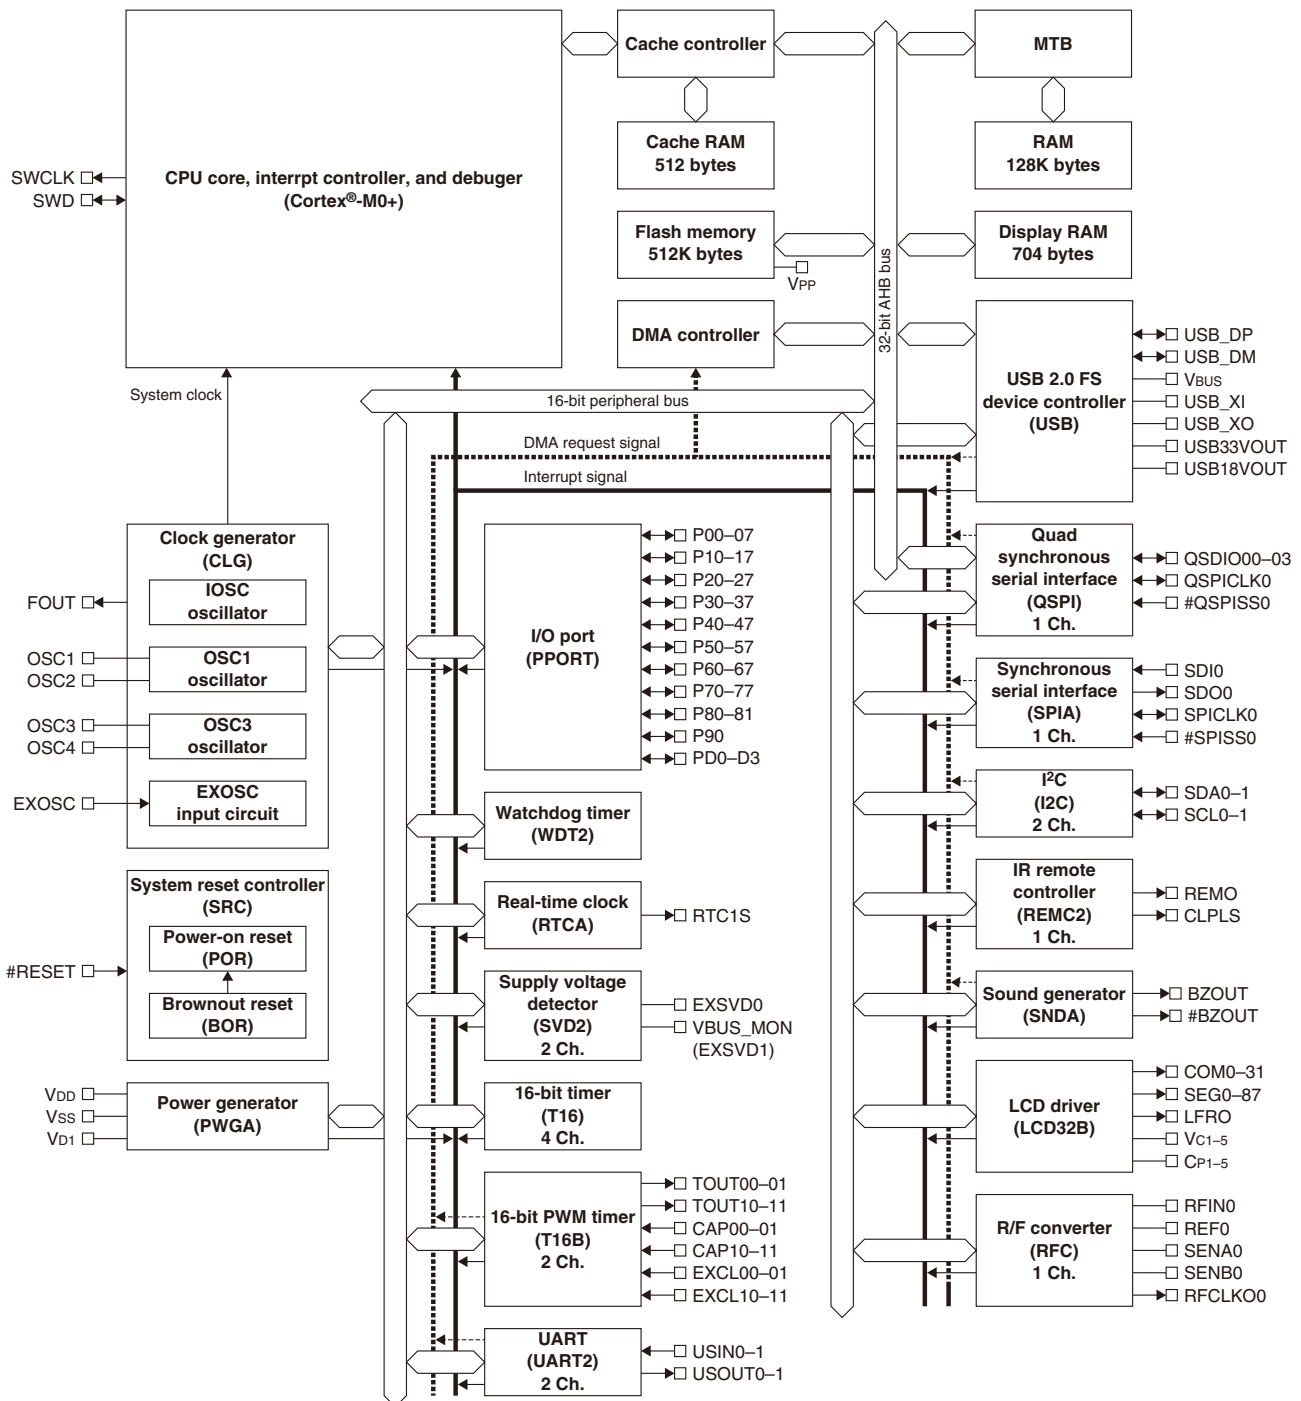 CPU core, interrpt controller, and debuger
(Cortex®-M0+)
SWCLK
SWD
Cache controller
MTB
Cache RAM
512 bytes
RAM
128K bytes
Flash memory
512K bytes
VPP
Display RAM
704 bytes
32-bit AHB bus
DMA controller
USB 2.0 FS
device controller
(USB)
USB_DP
USB_DM
VBUS
USB_XI
USB_XO
USB33VOUT
USB18VOUT
System clock
16-bit peripheral bus
DMA request signal
Interrupt signal
Clock generator
(CLG)
IOSC
oscillator
OSC1
oscillator
OSC3
oscillator
EXOSC
input circuit
FOUT
OSC1
OSC2
OSC3
OSC4
EXOSC
System reset controller
(SRC)
Power-on reset
(POR)
Brownout reset
(BOR)
#RESET
Power generator
(PWGA)
VDD
VSS
VD1
I/O port
(PPORT)
P00–07
P10–17
P20–27
P30–37
P40–47
P50–57
P60–67
P70–77
P80–81
P90
PD0–D3
Watchdog timer
(WDT2)
Real-time clock
(RTCA)
RTC1S
Supply voltage
detector
(SVD2)
2 Ch.
EXSVD0
VBUS_MON
(EXSVD1)
16-bit timer
(T16)
4 Ch.
16-bit PWM timer
(T16B)
2 Ch.
TOUT00–01
TOUT10–11
CAP00–01
CAP10–11
EXCL00–01
EXCL10–11
UART
(UART2)
2 Ch.
USIN0–1
USOUT0–1
Quad
synchronous
serial interface
(QSPI)
1 Ch.
QSDIO00–03
QSPICLK0
#QSPISS0
Synchronous
serial interface
(SPIA)
1 Ch.
SDI0
SDO0
SPICLK0
#SPISS0
I²C
(I2C)
2 Ch.
SDA0–1
SCL0–1
IR remote
controller
(REMC2)
1 Ch.
REMO
CLPLS
Sound generator
(SNDA)
BZOUT
#BZOUT
LCD driver
(LCD32B)
COM0–31
SEG0–87
LFRO
VC1–5
CP1–5
R/F converter
(RFC)
1 Ch.
RFIN0
REF0
SENA0
SENB0
RFCLKO0